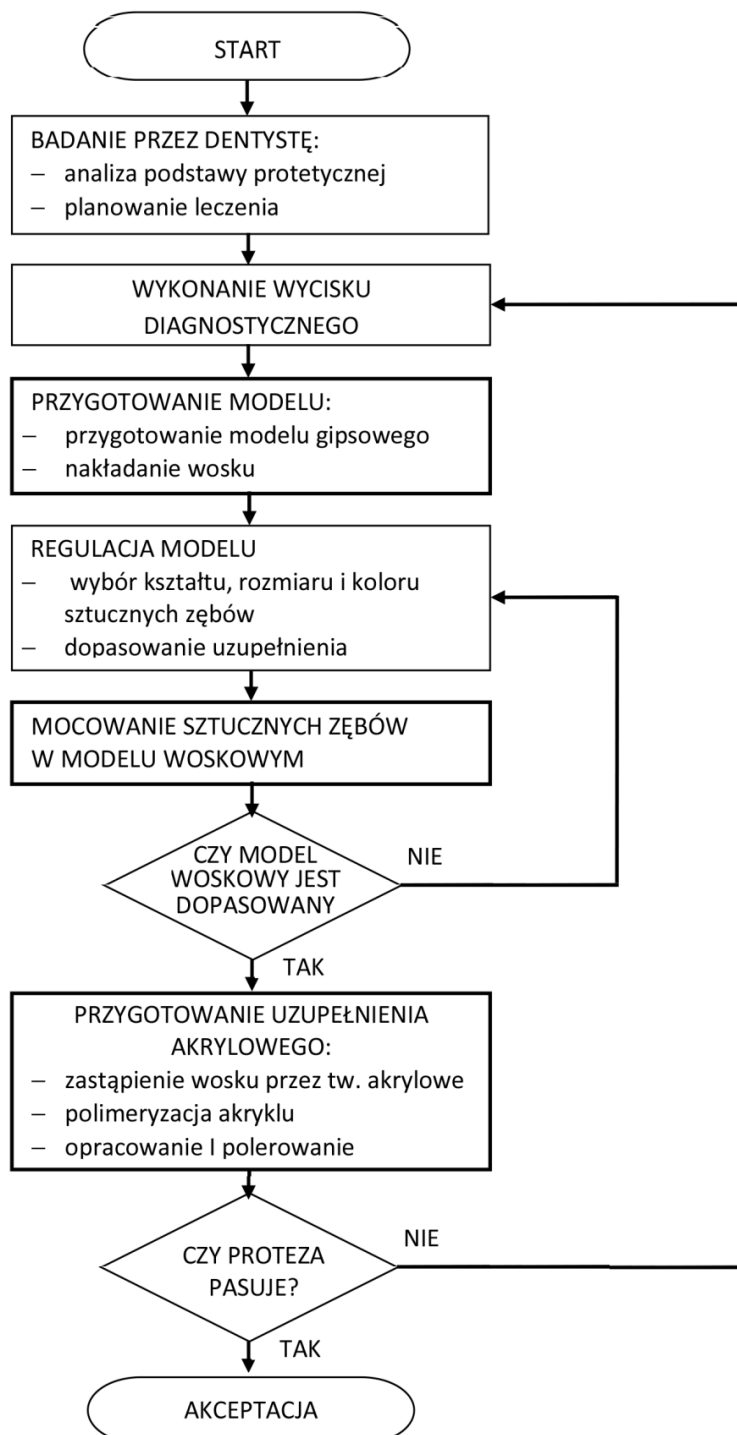 START
BADANIE PRZEZ DENTYSTĘ:
– analiza podstawy protetycznej
– planowanie leczenia
WYKONANIE WYCISKU
DIAGNOSTYCZNEGO
PRZYGOTOWANIE MODELU:
– przygotowanie modelu gipsowego
– nakładanie wosku
REGULACJA MODELU
– wybór kształtu, rozmiaru i koloru
sztucznych zębów
– dopasowanie uzupełnienia
MOCOWANIE SZTUCZNYCH ZĘBÓW
W MODELU WOSKOWYM
CZY MODEL
WOSKOWY JEST
DOPASOWANY
NIE
TAK
PRZYGOTOWANIE UZUPEŁNIENIA
AKRYLOWEGO:
– zastąpienie wosku przez tw. akrylowe
– polimeryzacja akryklu
– opracowanie I polerowanie
CZY PROTEZA
PASUJE?
NIE
TAK
AKCEPTACJA